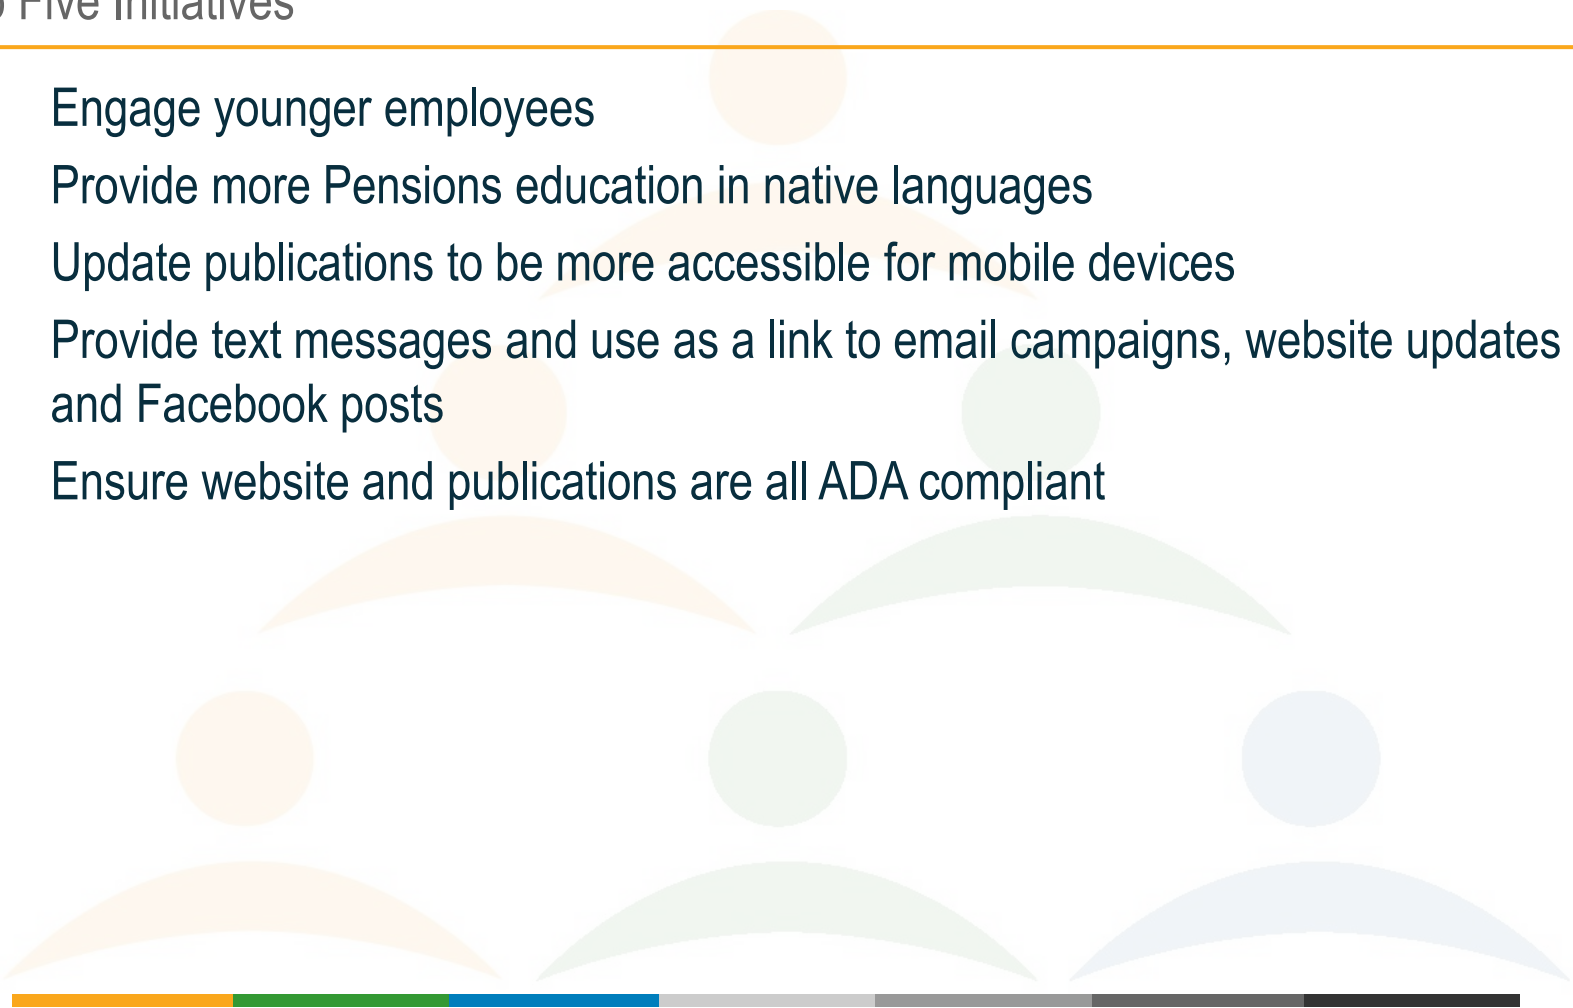 Five Initiatives
Engage younger employees
Provide more Pensions education in native languages
Update publications to be more accessible for mobile devices
Provide text messages and use as a link to email campaigns, website updates
and Facebook posts
Ensure website and publications are all ADA compliant